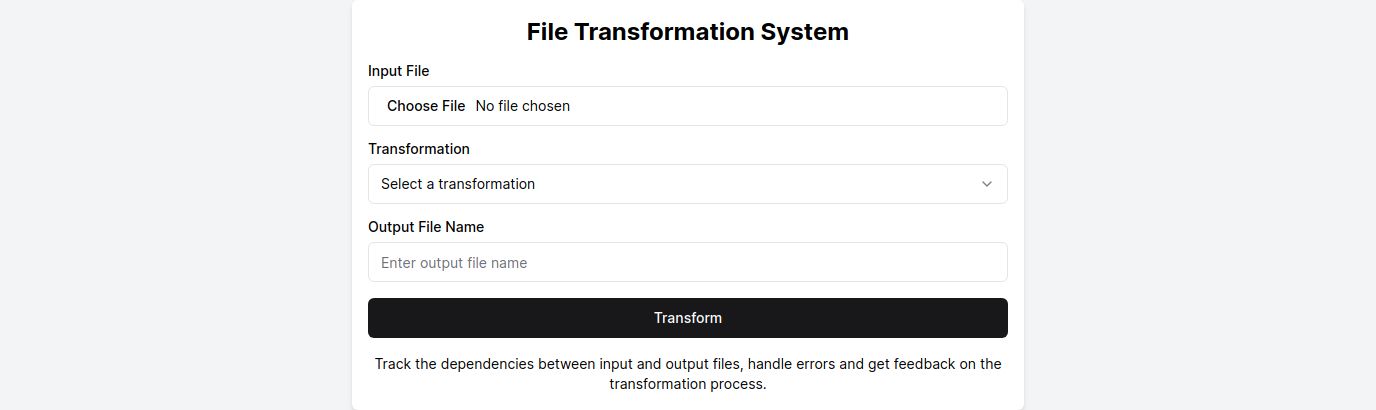 File Transformation System
Input File
Choose File No file chosen
Transformation
Select a transformation
Output File Name
Enter output file name
Transform
Track the dependencies between input and output files, handle errors and get feedback on the
transformation process.